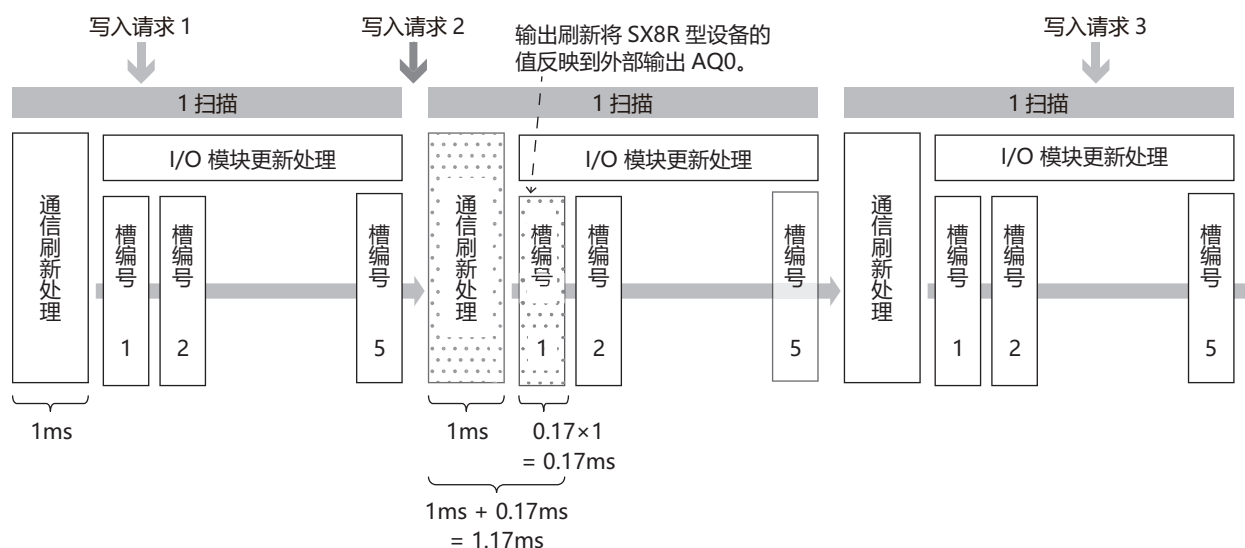 写入请求 1
写入请求 2
写入请求 3
输出刷新将 SX8R 型设备的
值反映到外部输出 AQ0。
1 扫描
1 扫描
1 扫描
通信刷新处理
I/O 模块更新处理
槽编号 1
槽编号 2
槽编号 5
通信刷新处理
I/O 模块更新处理
槽编号 1
槽编号 2
槽编号 5
通信刷新处理
I/O 模块更新处理
槽编号 1
槽编号 2
槽编号 5
1ms
1ms
0.17×1
= 0.17ms
1ms + 0.17ms
= 1.17ms